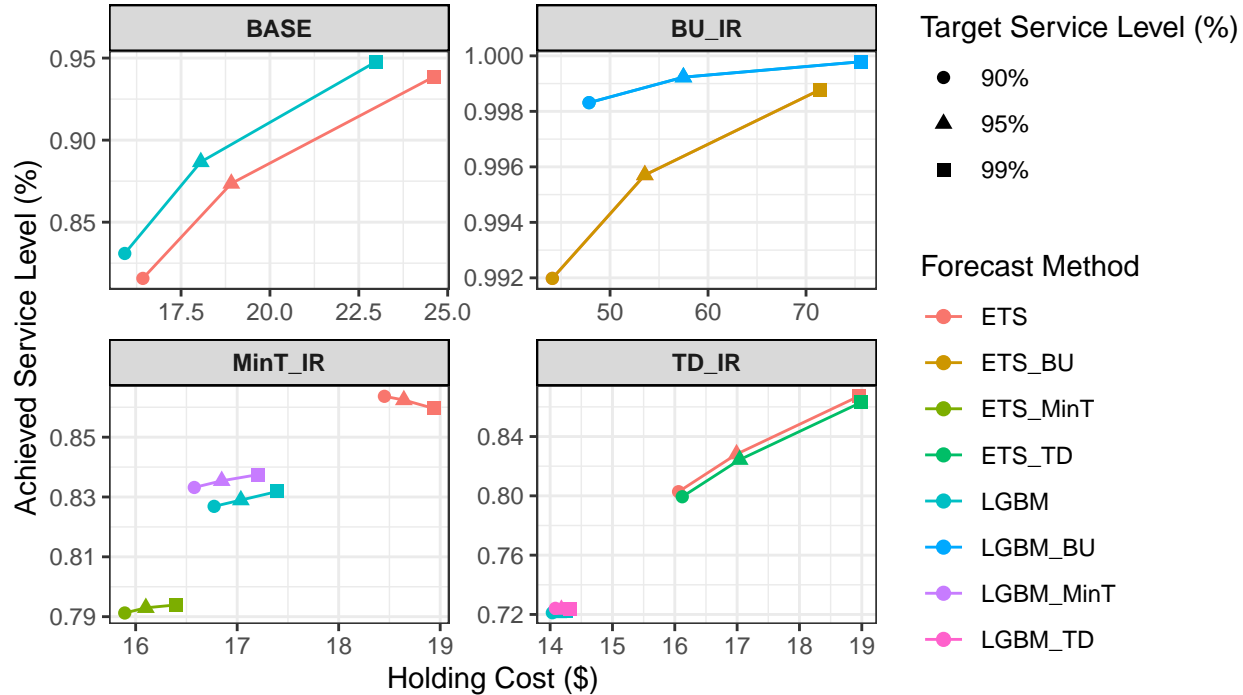 BASE
BU_IR
0.95
0.90
0.85
17.5
20.0
22.5
25.0
1.000
0.998
0.996
0.994
0.992
50
60
70
MinT_IR
TD_IR
0.85
0.83
0.81
0.79
16
17
18
19
0.84
0.80
0.76
0.72
14
15
16
17
18
19
Achieved Service Level (%)
Holding Cost ($)
Target Service Level (%)
90%
95%
99%
Forecast Method
ETS
ETS_BU
ETS_MinT
ETS_TD
LGBM
LGBM_BU
LGBM_MinT
LGBM_TD